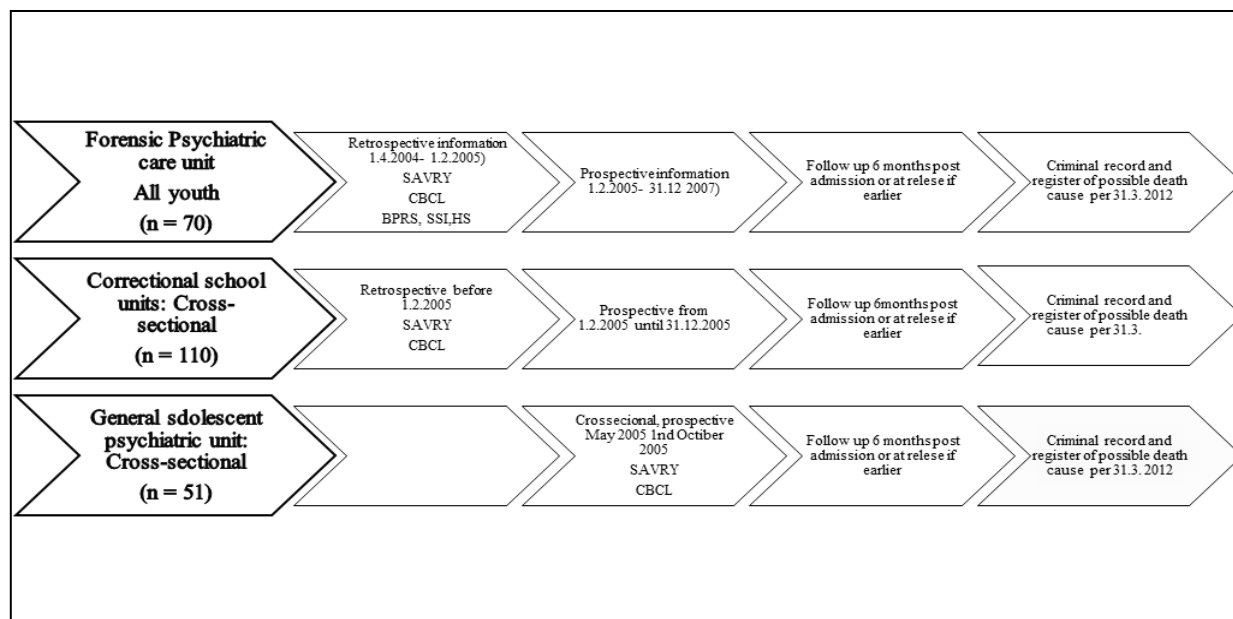 Forensic Psychiatric
care unit
All youth
(n = 70)
Retrospective information
1.4.2004- 1.2.2005)
SAVRY
CBCL
BPRS, SSI,HS
Prospective information
1.2.2005- 31.12 2007)
Follow up 6 months post
admission or at relese if
earlier
Criminal record and
register of possible death
cause per 31.3. 2012
Correctional school
units: Cross-
sectional
(n = 110)
Retrospective before
1.2.2005
SAVRY
CBCL
Prospective from
1.2.2005 until 31.12.2005
Follow up 6months post
admission or at relese if
earlier
Criminal record and
register of possible death
cause per 31.3.
General sdolescent
psychiatric unit:
Cross-sectional
(n = 51)
Crossecional, prospective
May 2005 1nd Octiber
2005
SAVRY
CBCL
Follow up 6 months post
admission or at relese if
earlier
Criminal record and
register of possible death
cause per 31.3. 2012